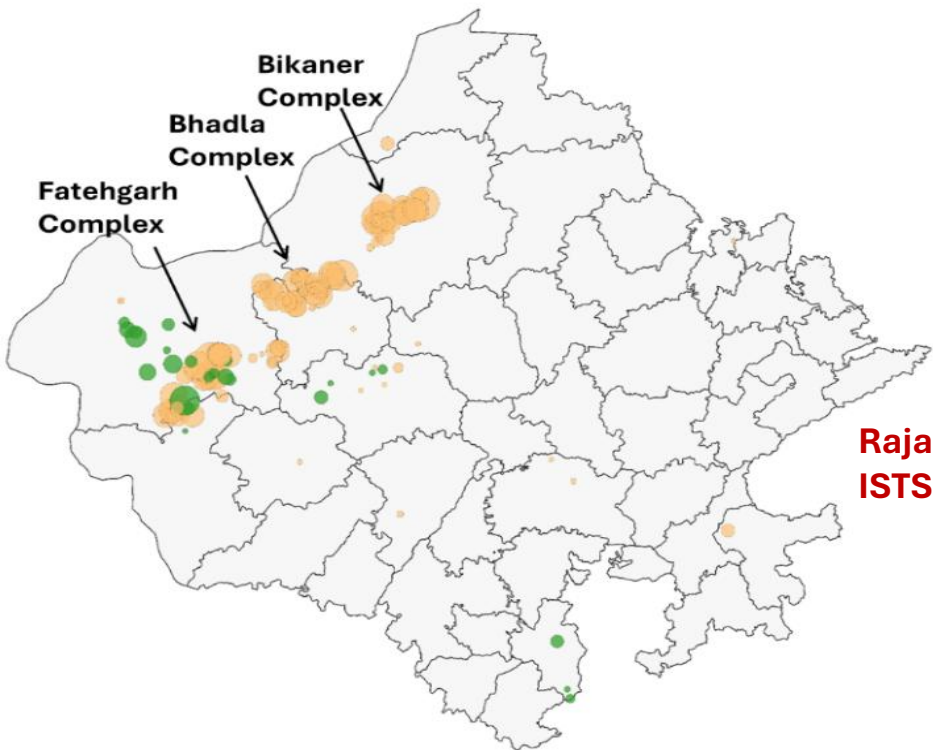 Bikaner
Complex
Bhadla
Complex
Fatehgarh
Complex
Raja
ISTS